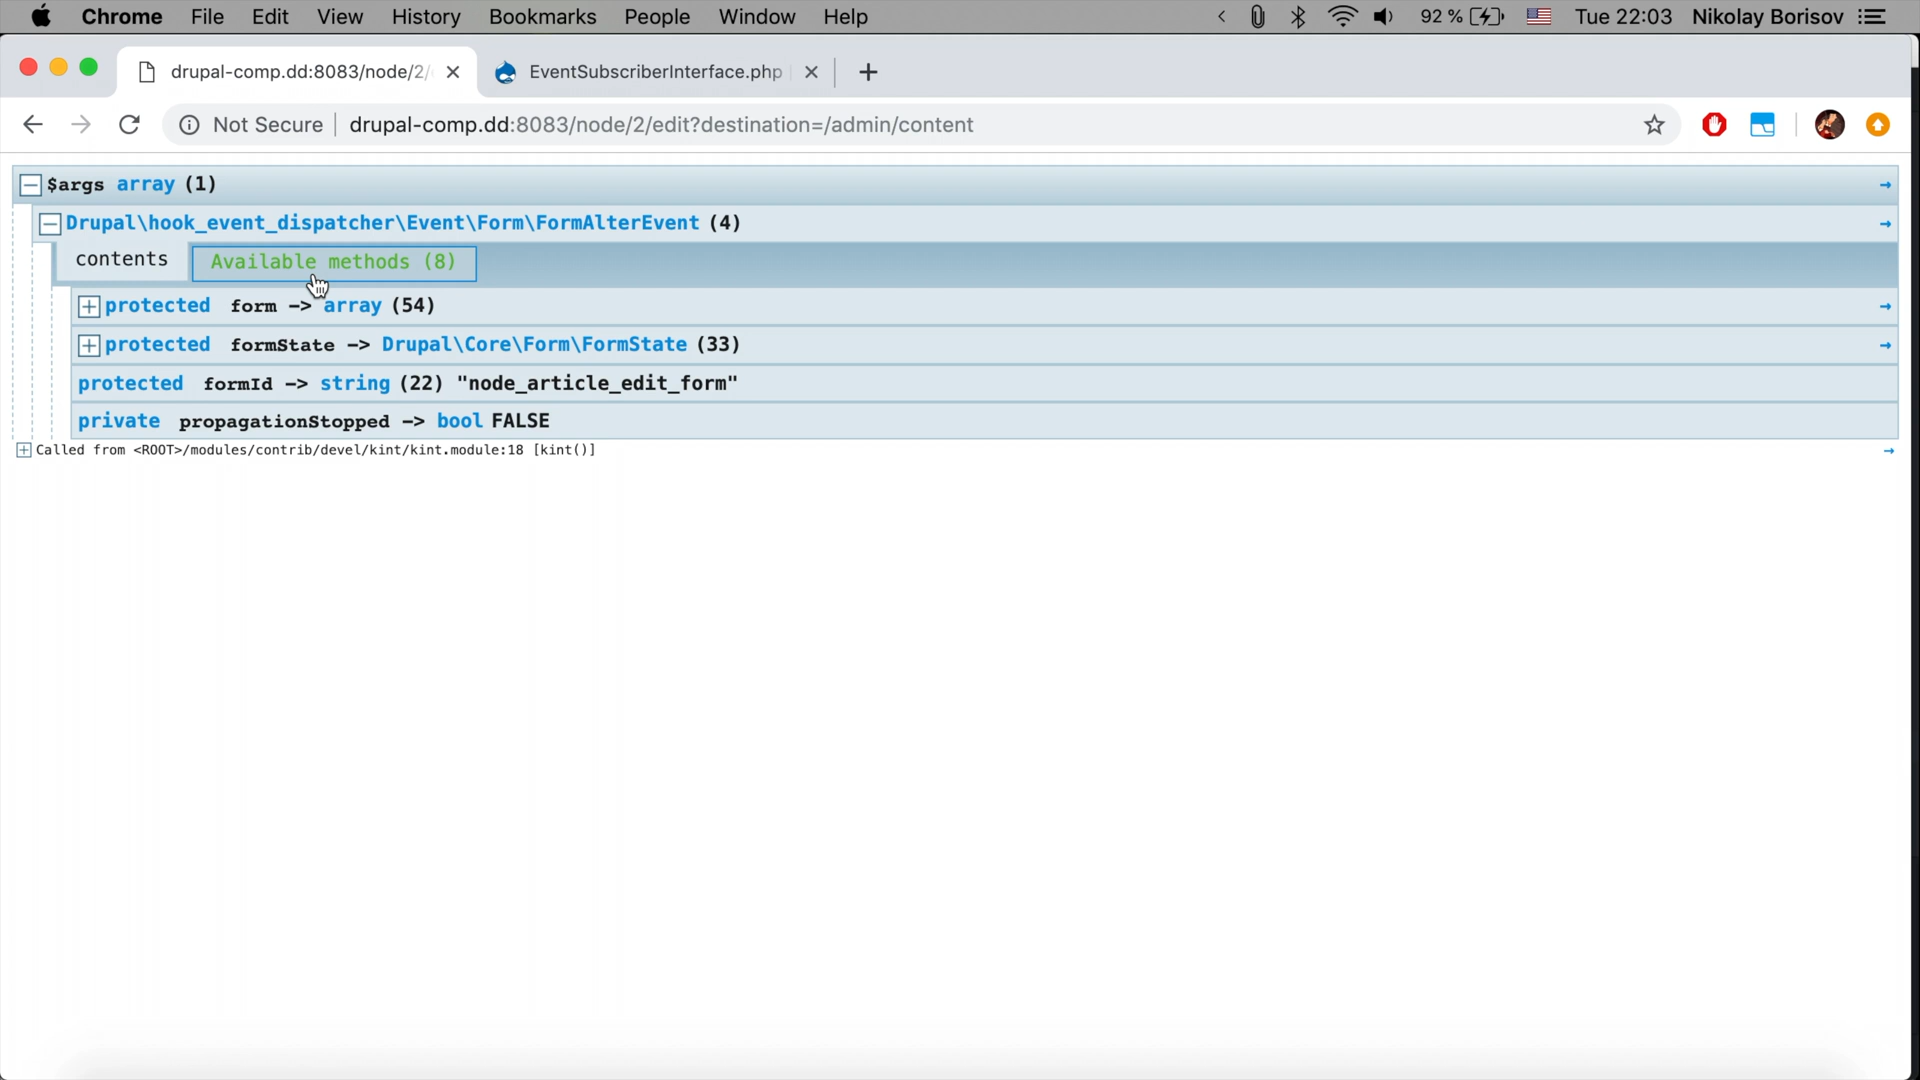 Chrome File Edit View History Bookmarks People Window Help 92 % Tue 22:03 Nikolay Borisov
drupal-comp.dd:8083/node/2/ EventSubscriberInterface.php
Not Secure drupal-comp.dd:8083/node/2/edit?destination=/admin/content
$args array (1)
Drupal\hook_event_dispatcher\Event\Form\FormAlterEvent (4)
contents Available methods (8)
protected form -> array (54)
protected formState -> Drupal\Core\Form\FormState (33)
protected formId -> string (22) "node_article_edit_form"
private propagationStopped -> bool FALSE
Called from <ROOT>/modules/contrib/devel/kint/kint.module:18 [kint()]